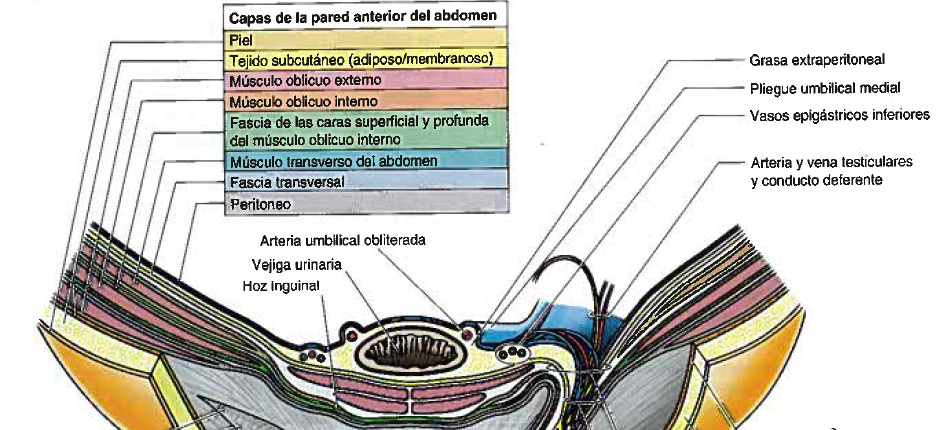 Capas de la pared anterior del abdomen
Piel
Tejido subcutáneo (adiposo/membranoso)
Músculo oblicuo externo
Músculo oblicuo interno
Fascia de las caras superficial y profunda
del músculo oblicuo interno
Músculo transverso del abdomen
Fascia transversal
Peritoneo
Arteria umbilical obliterada
Vejiga urinaria
Hoz inguinal
Grasa extraperitoneal
Pliegue umbilical medial
Vasos epigástricos inferiores
Arteria y vena testiculares
y conducto deferente